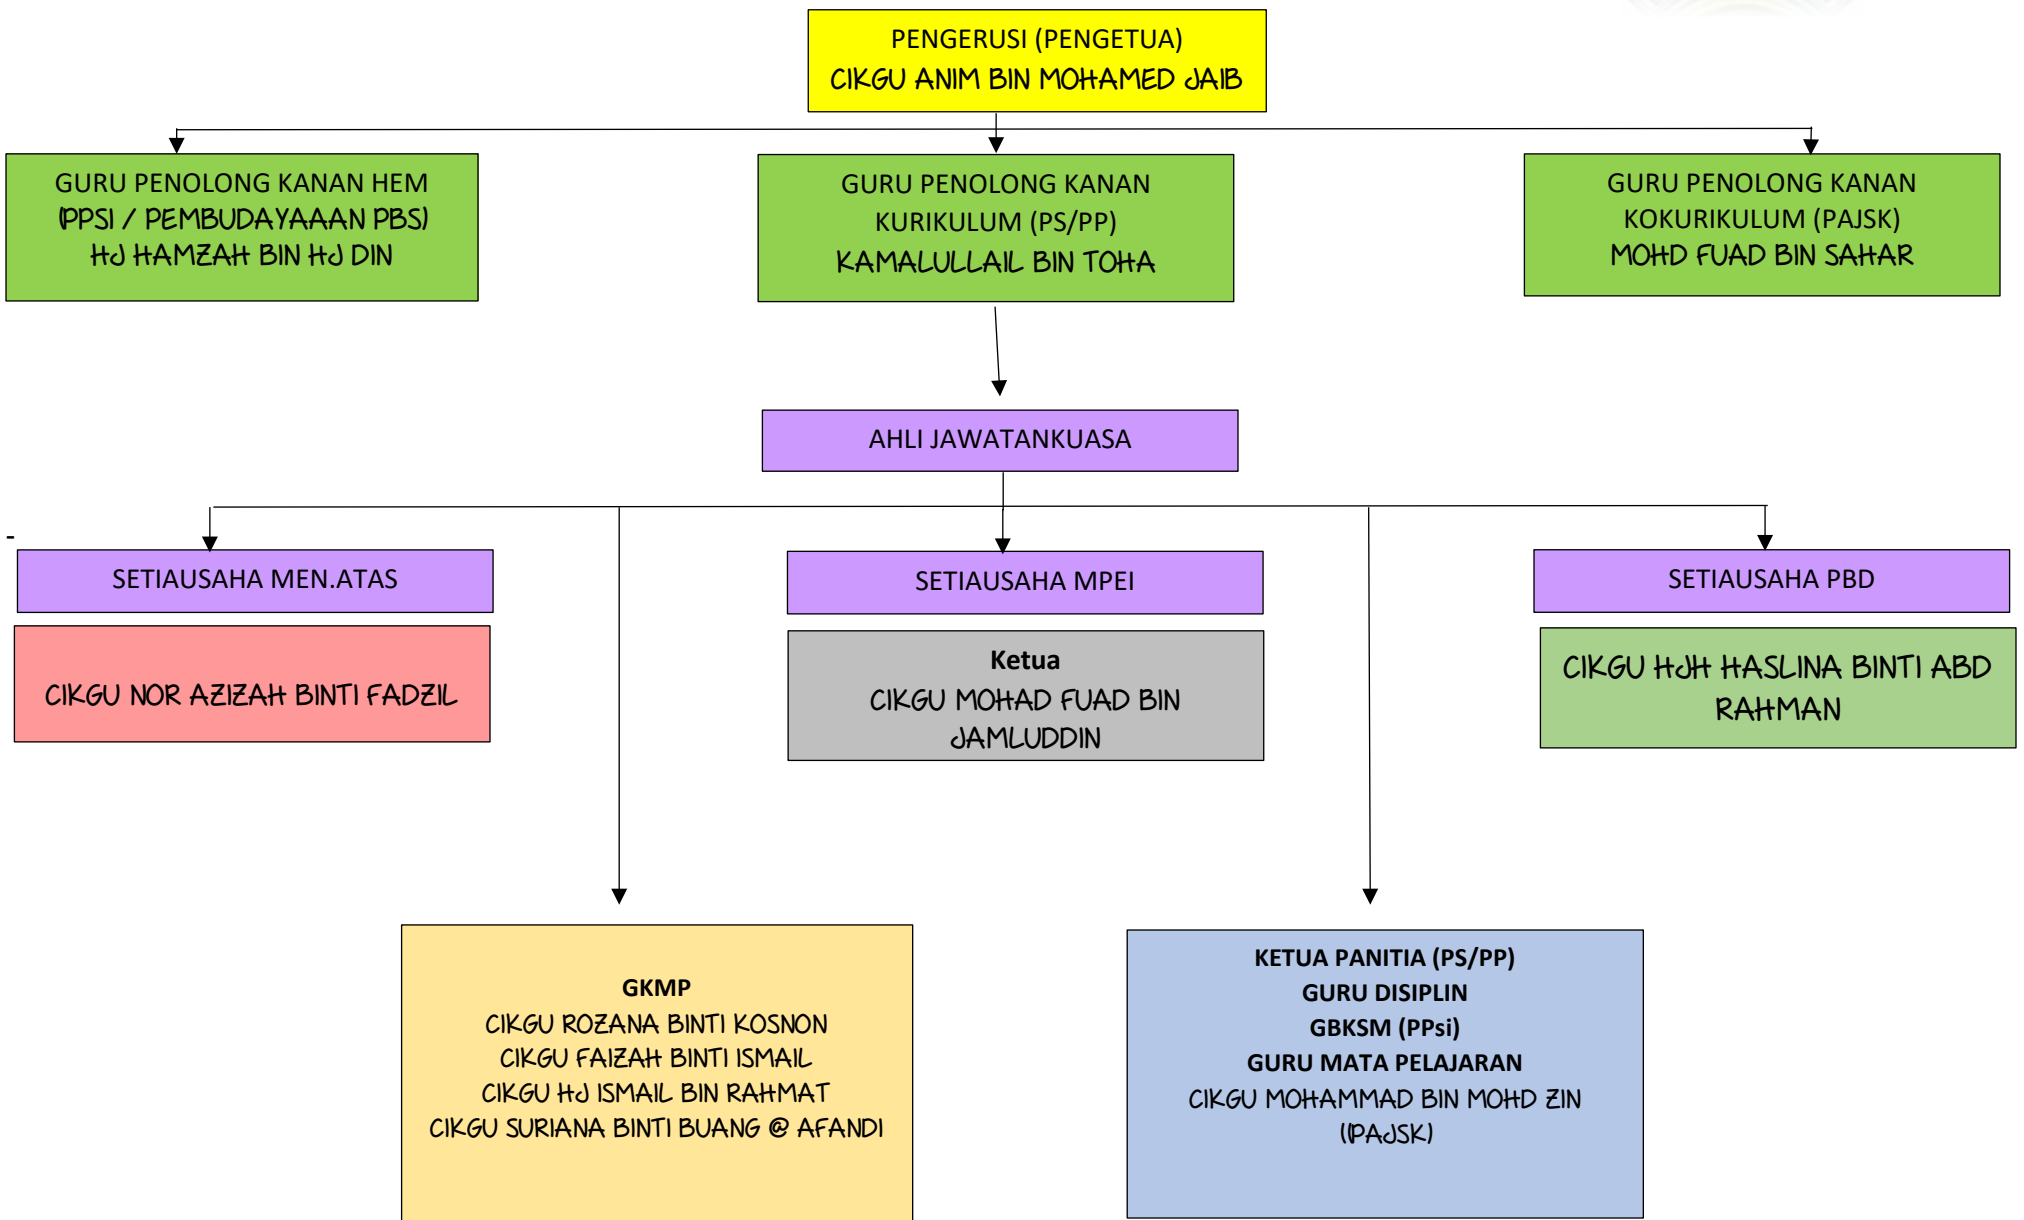 PENGERUSI (PENGETUA)
CIKGU ANIM BIN MOHAMED JAIB
GURU PENOLONG KANAN HEM
(PPSI / PEMBUDAYAAAN PBS)
HJ HAMZAH BIN HJ DIN
GURU PENOLONG KANAN
KURIKULUM (PS/PP)
KAMALULLAIL BIN TOHA
GURU PENOLONG KANAN
KOKURIKULUM (PAJSK)
MOHD FUAD BIN SAHAR
AHLI JAWATANKUASA
-
SETIAUSAHA MEN.ATAS
CIKGU NOR AZIZAH BINTI FADZIL
SETIAUSAHA MPEI
Ketua
CIKGU MOHAD FUAD BIN
JAMLUDDIN
SETIAUSAHA PBD
CIKGU HJH HASLINA BINTI ABD
RAHMAN
GKMP
CIKGU ROZANA BINTI KOSNON
CIKGU FAIZAH BINTI ISMAIL
CIKGU HJ ISMAIL BIN RAHMAT
CIKGU SURIANA BINTI BUANG @ AFANDI
KETUA PANITIA (PS/PP)
GURU DISIPLIN
GBKSM (PPsi)
GURU MATA PELAJARAN
CIKGU MOHAMMAD BIN MOHD ZIN
((PAJSK)